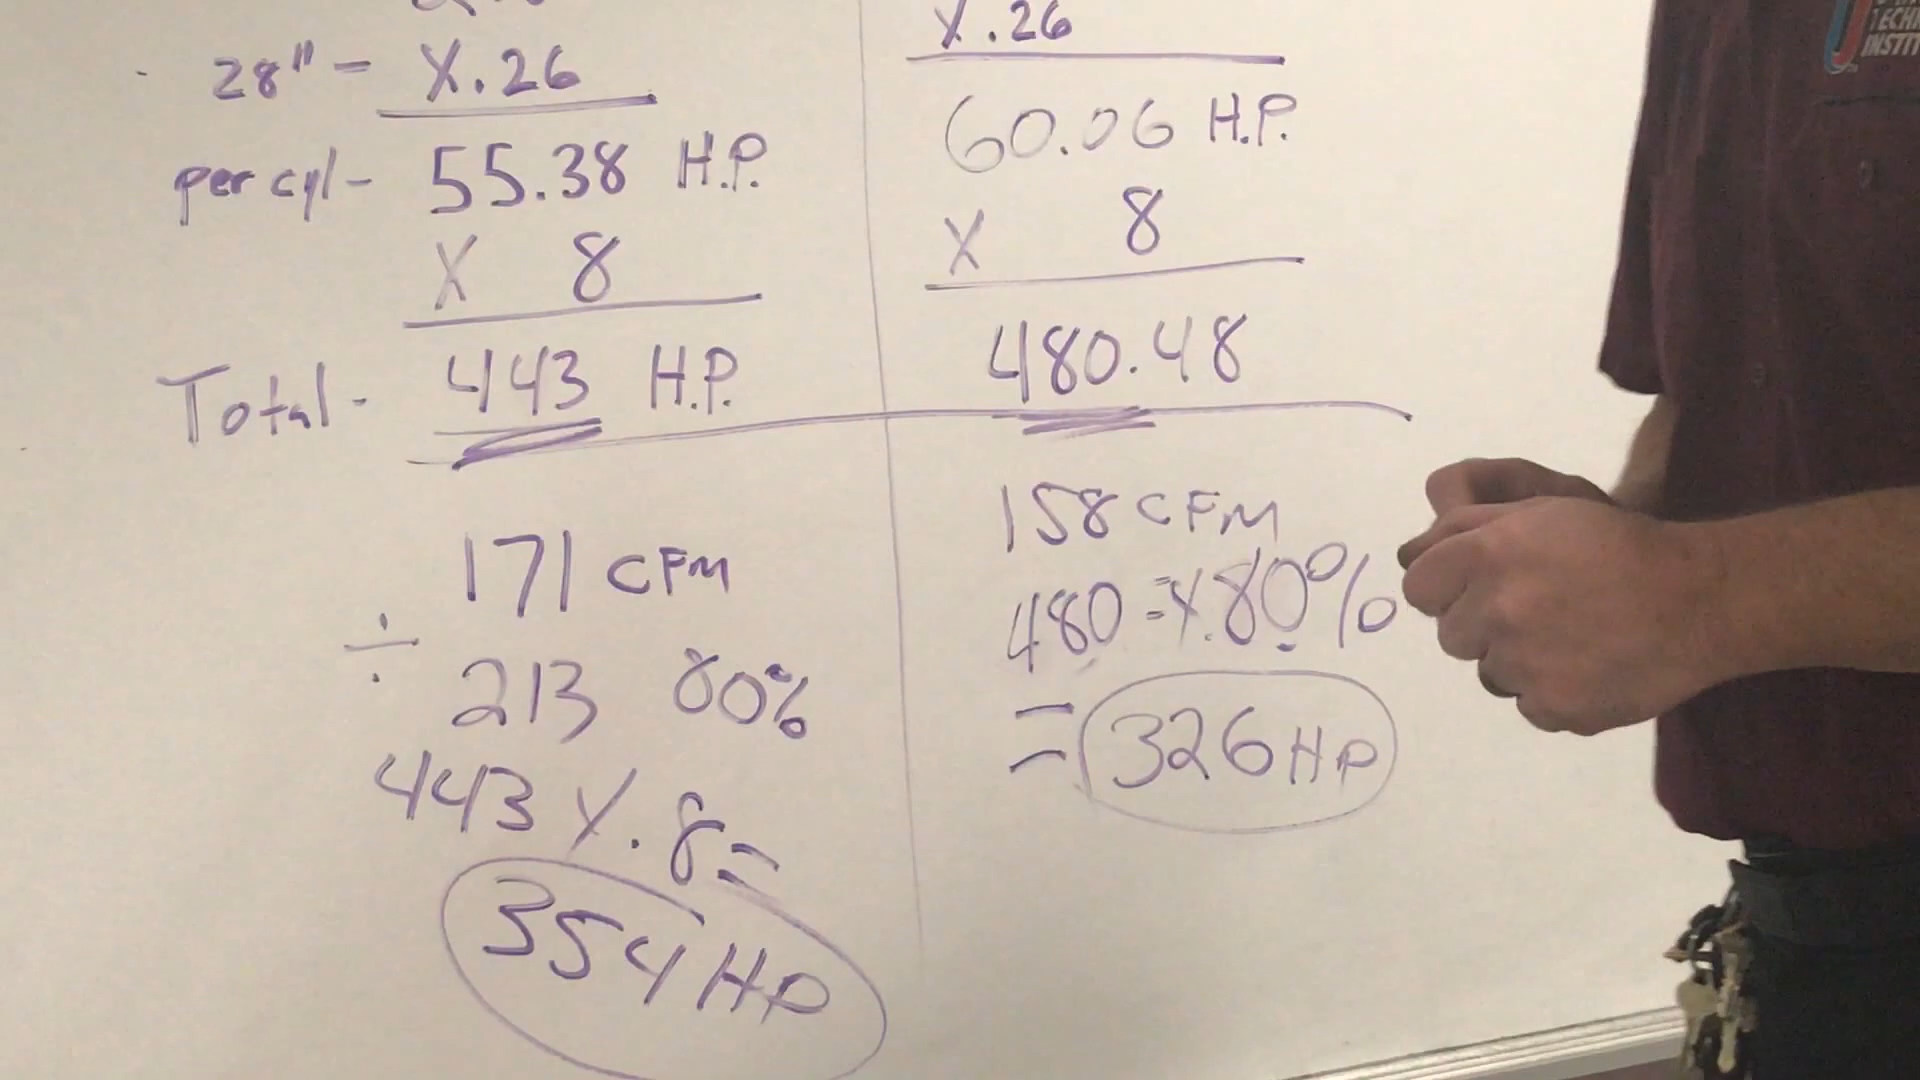 28" - X.26
per cyl - 55.38 H.P.
X 8
Total - 443 H.P.
171 CFM
÷ 213 80%
443 X.8=
354 HP
X.26
60.06 H.P.
X 8
480.48
158 CFM
480 = X.80%
= 326 HP